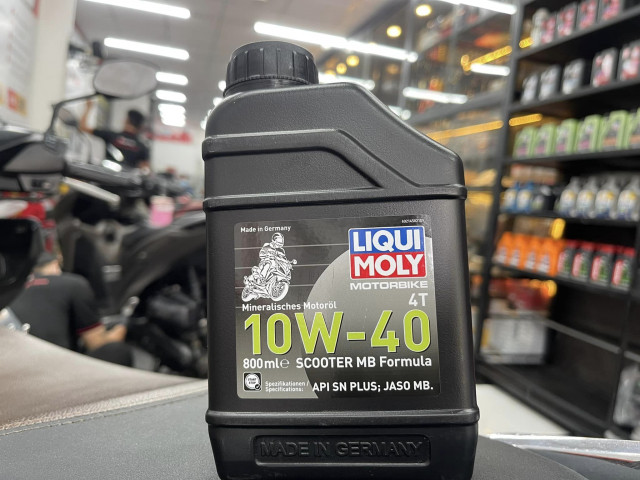 Made in Germany
LIQUI
MOLY
MOTORBIKE
4T
Mineralisches Motoröl
10W-40
800ml℮ SCOOTER MB Formula
Spezifikationen/
Specifications:
API SN PLUS; JASO MB.
MADE IN GERMANY